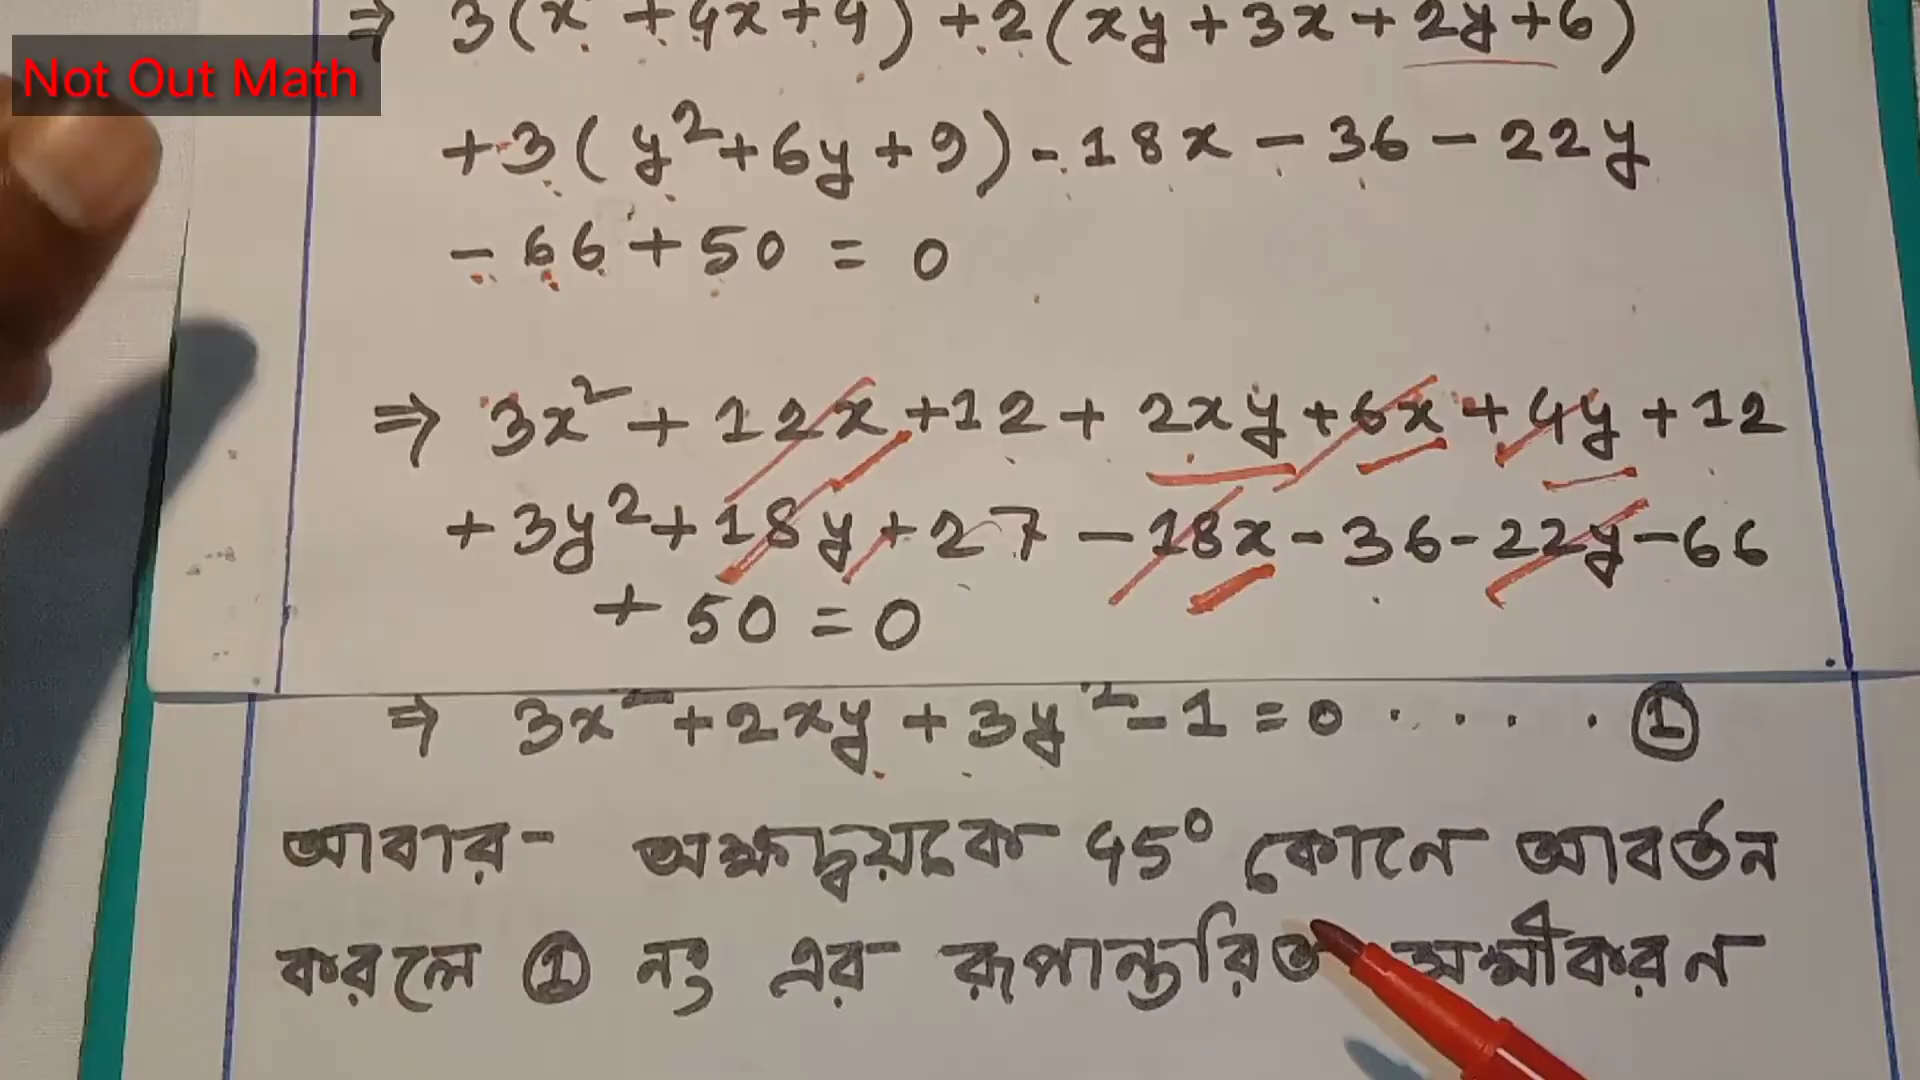 Not Out Math
⇒ 3(x² + 4x + 4) + 2(xy + 3x + 2y + 6)
+3(y² + 6y + 9) - 18x - 36 - 22y
- 66 + 50 = 0
⇒ 3x² + 12x + 12 + 2xy + 6x + 4y + 12
+ 3y² + 18y + 27 - 18x - 36 - 22y - 66
+ 50 = 0
⇒ 3x² + 2xy + 3y² - 1 = 0 . . . . ①
আবার- অক্ষদ্বয়কে 45° কোনে আবর্তন
করলে ① নং এর রূপান্তরিত সমীকরন